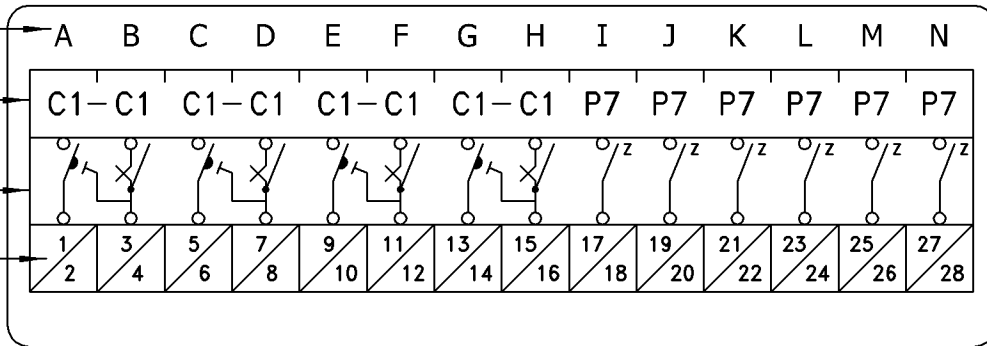 A B C D E F G H I J K L M N
C1-C1 C1-C1 C1-C1 C1-C1 P7 P7 P7 P7 P7 P7
z z z z z z
1 3 5 7 9 11 13 15 17 19 21 23 25 27
2 4 6 8 10 12 14 16 18 20 22 24 26 28